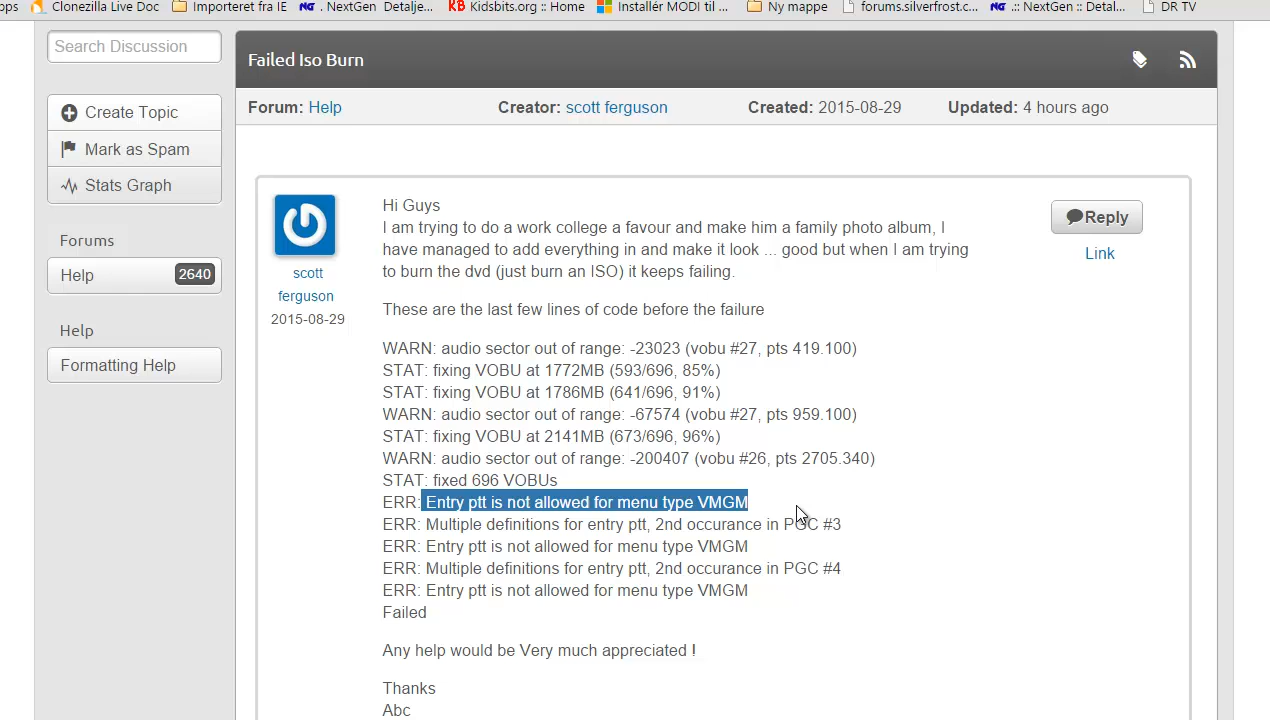 pps Clonezilla Live Doc Importeret fra IE NG . NextGen Detalje... KB Kidsbits.org :: Home Installér MODI til ... Ny mappe forums.silverfrost.c... NG .:: NextGen :: Detal... DR TV
Search Discussion
Create Topic
Mark as Spam
Stats Graph
Forums
Help 2640
Help
Formatting Help
Failed Iso Burn
Forum: Help Creator: scott ferguson Created: 2015-08-29 Updated: 4 hours ago
scott
ferguson
2015-08-29
Hi Guys
I am trying to do a work college a favour and make him a family photo album, I
have managed to add everything in and make it look ... good but when I am trying
to burn the dvd (just burn an ISO) it keeps failing.
These are the last few lines of code before the failure
WARN: audio sector out of range: -23023 (vobu #27, pts 419.100)
STAT: fixing VOBU at 1772MB (593/696, 85%)
STAT: fixing VOBU at 1786MB (641/696, 91%)
WARN: audio sector out of range: -67574 (vobu #27, pts 959.100)
STAT: fixing VOBU at 2141MB (673/696, 96%)
WARN: audio sector out of range: -200407 (vobu #26, pts 2705.340)
STAT: fixed 696 VOBUs
ERR: Entry ptt is not allowed for menu type VMGM
ERR: Multiple definitions for entry ptt, 2nd occurance in PGC #3
ERR: Entry ptt is not allowed for menu type VMGM
ERR: Multiple definitions for entry ptt, 2nd occurance in PGC #4
ERR: Entry ptt is not allowed for menu type VMGM
Failed
Any help would be Very much appreciated !
Thanks
Abc
Reply
Link